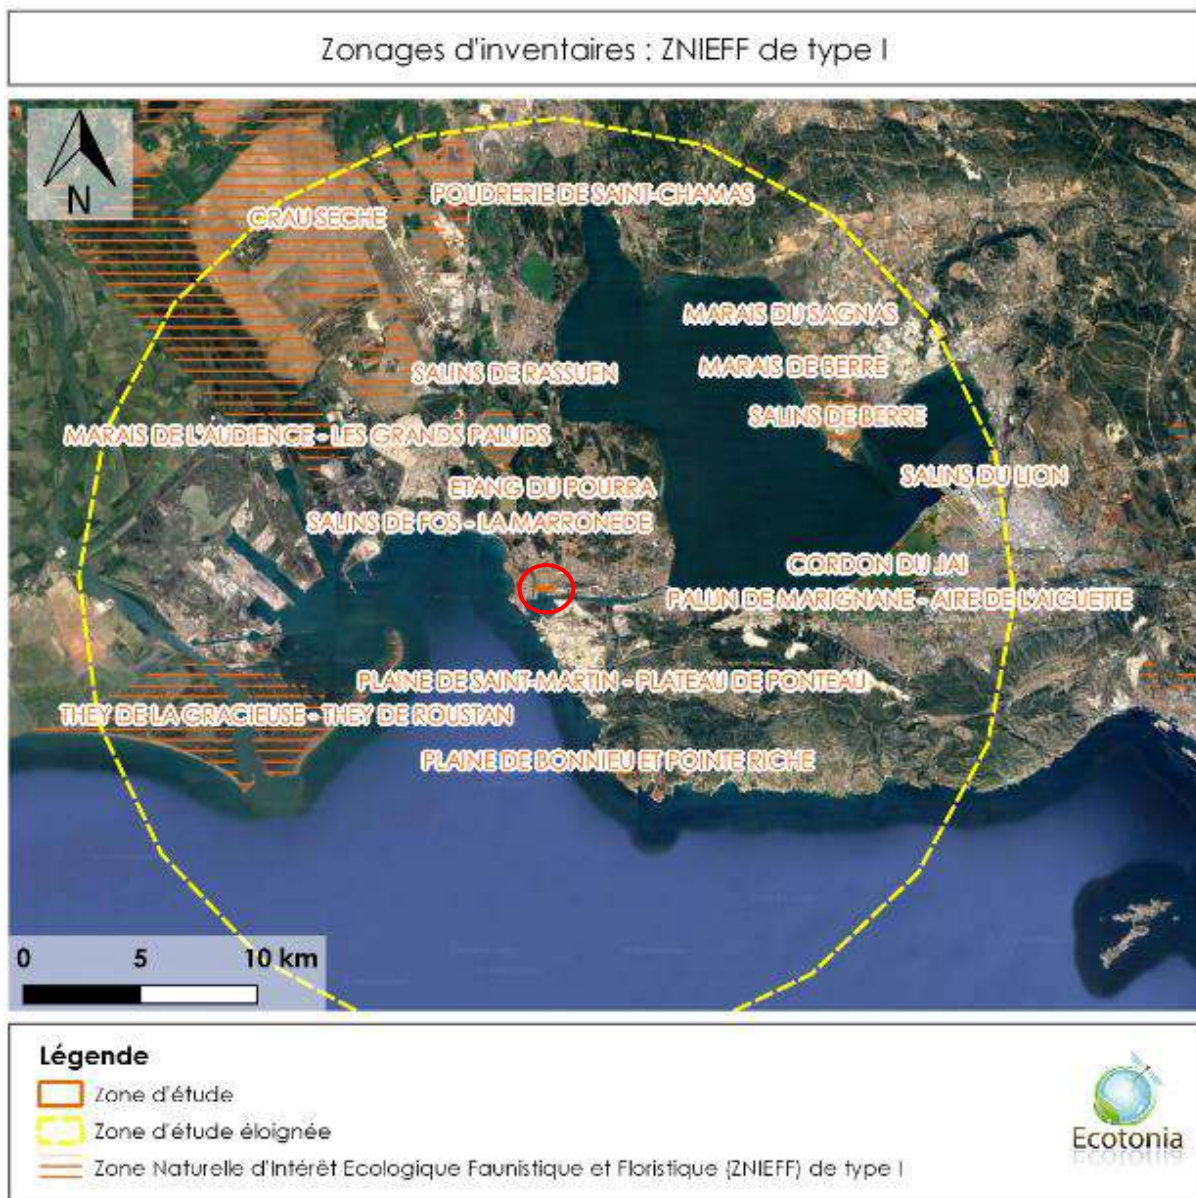 Zonages d'inventaires : ZNIEFF de type I
N
POUDRERIE DE SAINT-CHAMAS
CRAU SECHE
MARAIS DU SAGNAS
MARAIS DE BERRE
SALINS DE RASSUEN
SALINS DE BERRE
MARAIS DE L'AUDIENCE - LES GRANDS PALUDS
SALINS DU LION
ETANG DU POURRA
SALINS DE FOS - LA MARRONEDE
CORDON DU JAI
PALUN DE MARIGNANE - AIRE DE L'AIGUETTE
PLAINE DE SAINT-MARTIN - PLATEAU DE PONTEAU
THEY DE LA GRACIEUSE - THEY DE ROUSTAN
PLAINE DE BONNIEU ET POINTE RICHE
0 5 10 km
Légende
Zone d'étude
Zone d'étude éloignée
Zone Naturelle d'Intérêt Ecologique Faunistique et Floristique (ZNIEFF) de type I
Ecotonia